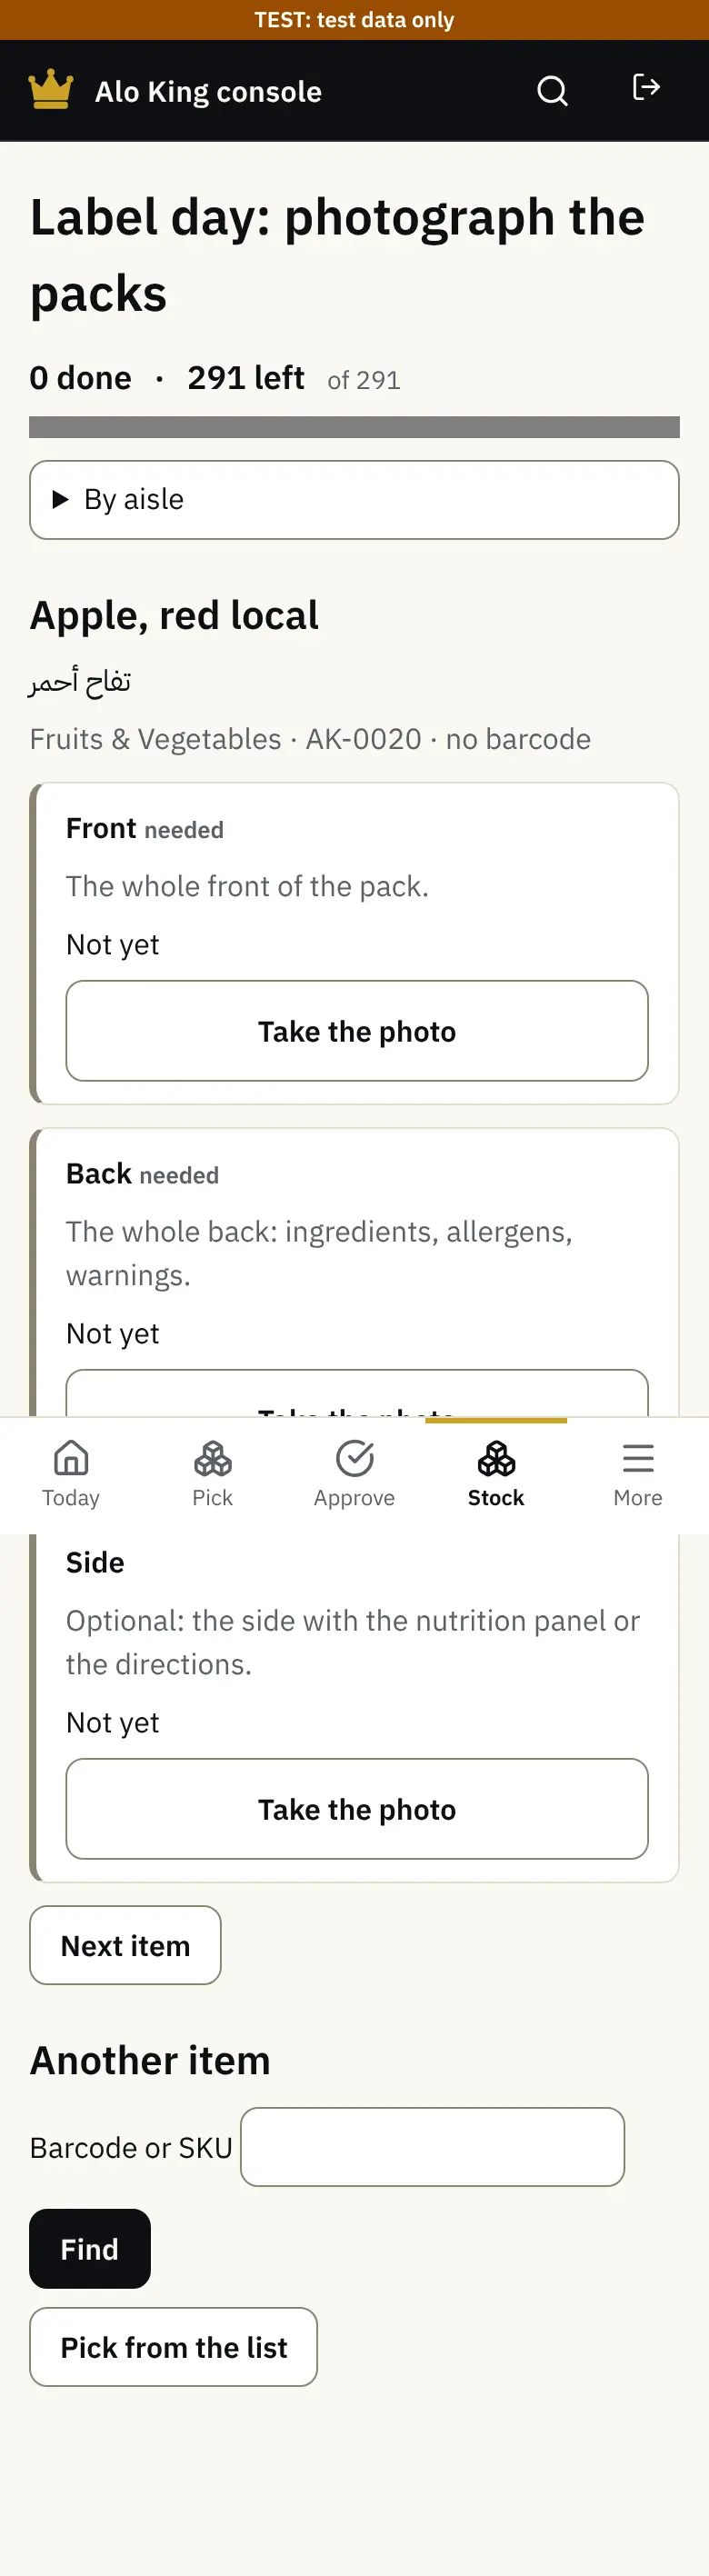 TEST: test data only
Alo King console
Label day: photograph the
packs
0 done · 291 left of 291
By aisle
Apple, red local
تفاح أحمر
Fruits & Vegetables · AK-0020 · no barcode
Front needed
The whole front of the pack.
Not yet
Take the photo
Back needed
The whole back: ingredients, allergens,
warnings.
Not yet
Take the photo
Today
Pick
Approve
Stock
More
Side
Optional: the side with the nutrition panel or
the directions.
Not yet
Take the photo
Next item
Another item
Barcode or SKU
Find
Pick from the list